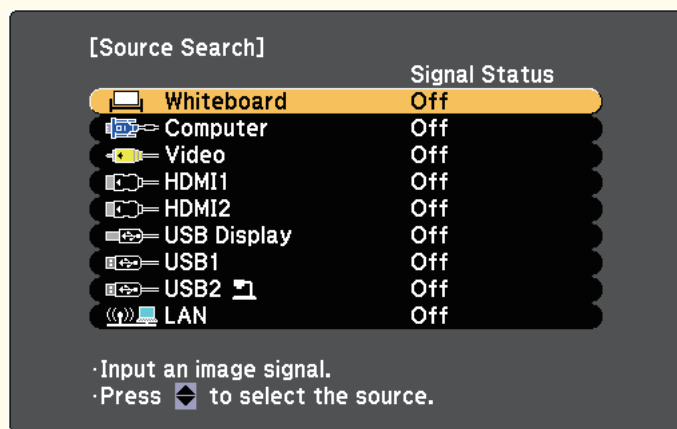 [Source Search]
Signal Status
Whiteboard Off
Computer Off
Video Off
HDMI1 Off
HDMI2 Off
USB Display Off
USB1 Off
USB2 Off
LAN Off
·Input an image signal.
·Press to select the source.